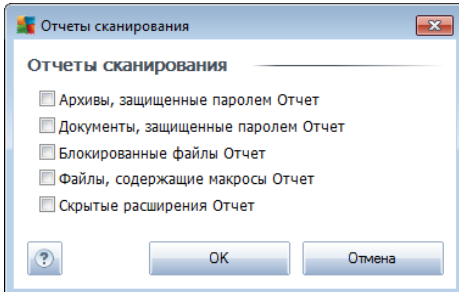 Отчеты сканирования
Отчеты сканирования
Архивы, защищенные паролем Отчет
Документы, защищенные паролем Отчет
Блокированные файлы Отчет
Файлы, содержащие макросы Отчет
Скрытые расширения Отчет
?
OK
Отмена